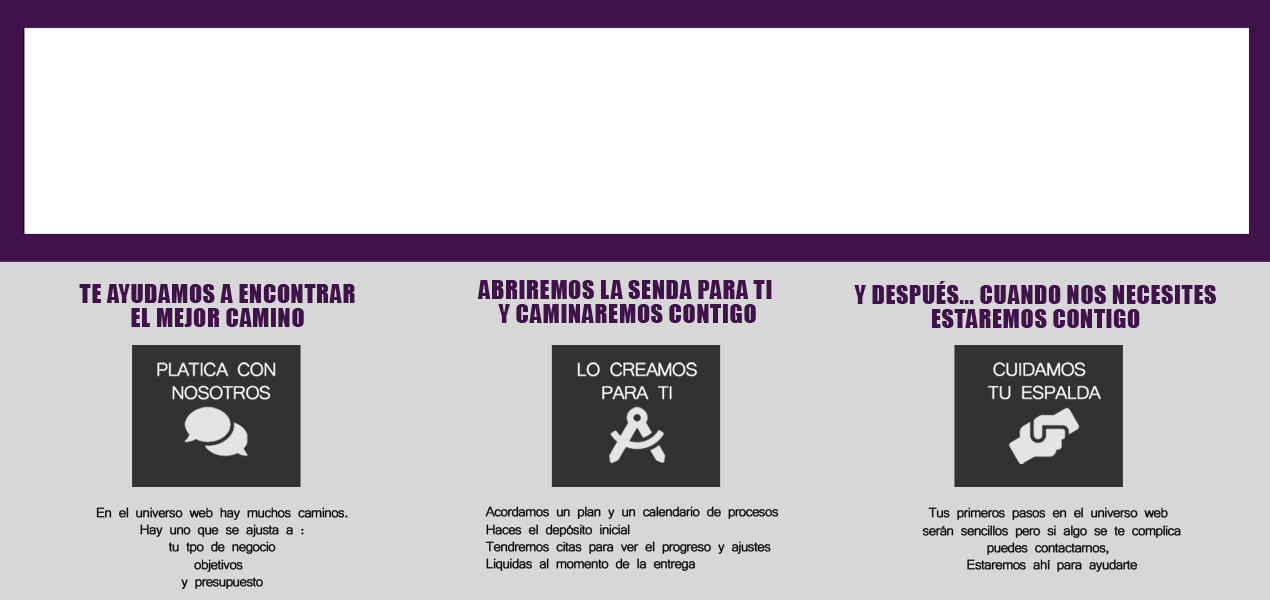 TE AYUDAMOS A ENCONTRAR
EL MEJOR CAMINO
PLATICA CON
NOSOTROS
En el universo web hay muchos caminos.
Hay uno que se ajusta a :
tu tpo de negocio
objetivos
y presupuesto
ABRIREMOS LA SENDA PARA TI
Y CAMINAREMOS CONTIGO
LO CREAMOS
PARA TI
Acordamos un plan y un calendario de procesos
Haces el depósito inicial
Tendremos citas para ver el progreso y ajustes
Liquidas al momento de la entrega
Y DESPUÉS... CUANDO NOS NECESITES
ESTAREMOS CONTIGO
CUIDAMOS
TU ESPALDA
Tus primeros pasos en el universo web
serán sencillos pero si algo se te complica
puedes contactarnos,
Estaremos ahí para ayudarte